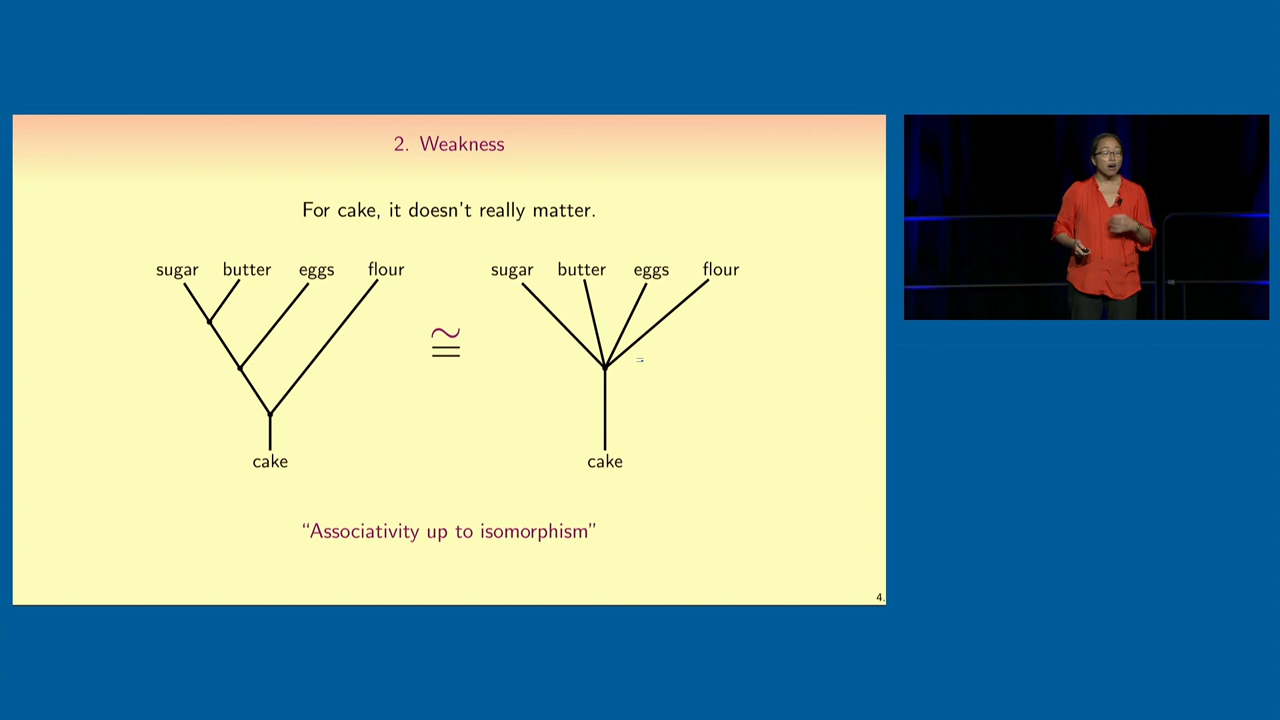 2. Weakness
For cake, it doesn't really matter.
sugar butter eggs flour
sugar butter eggs flour
≅
cake
cake
“Associativity up to isomorphism”
4.